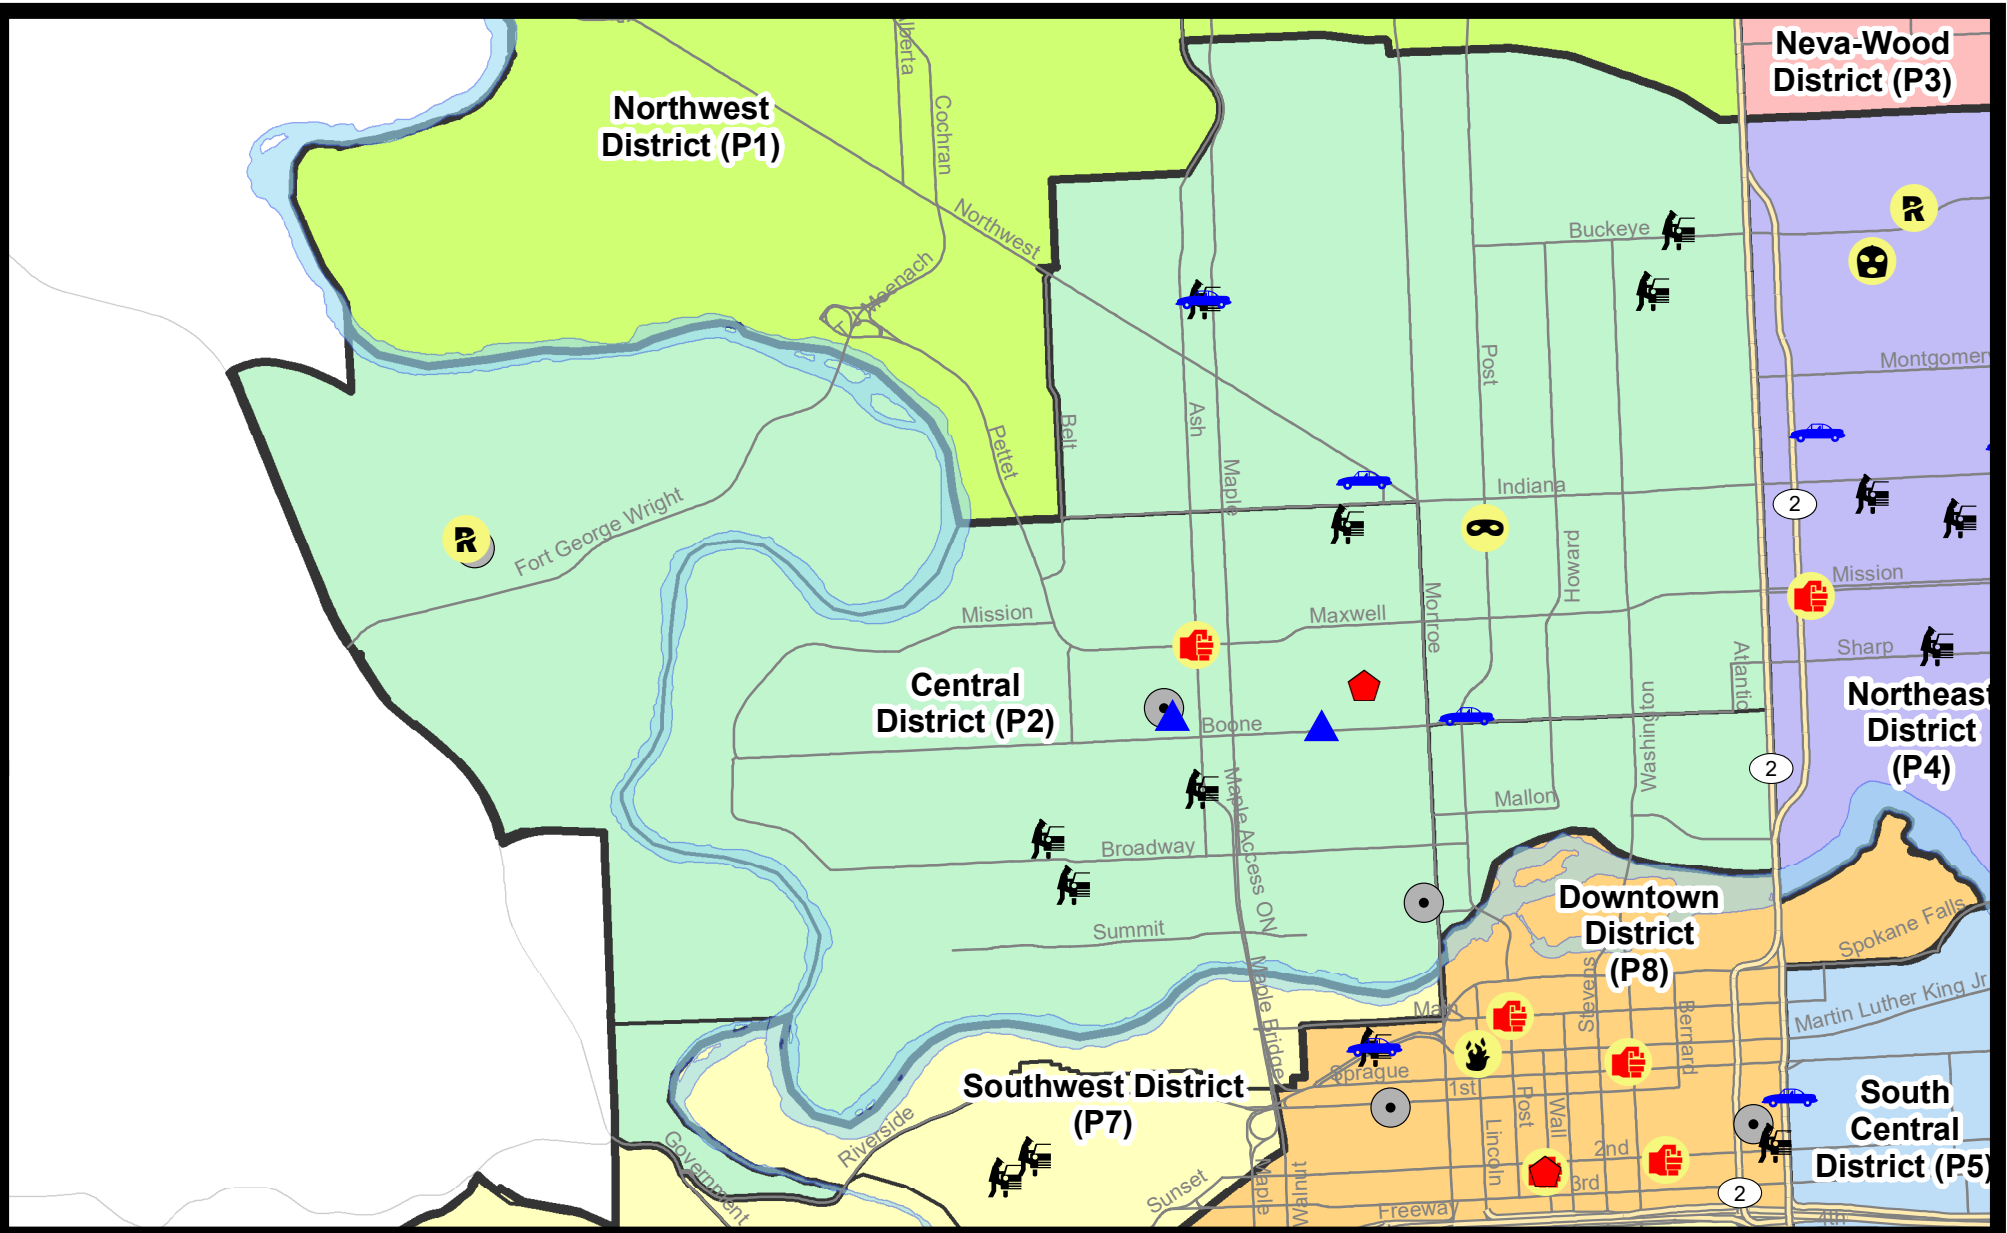 Neva-Wood
District (P3)
Northwest
District (P1)
Cochran
Northwest
Buckeye
R
Meenach
Post
Montgomery
Ash
Belt
Pettet
Maple
Indiana
2
Fort George Wright
R
Howard
Mission
Mission
Maxwell
Monroe
Sharp
Atlantic
Central
District (P2)
Northeast
District
(P4)
Washington
Boone
2
Mallon
Maple Access ON
Broadway
Downtown
District
(P8)
Summit
Spokane Falls
Stevens
Maple Bridge
Main
Bernard
Martin Luther King Jr
Sprague
1st
Southwest District
(P7)
Post
Wall
Lincoln
South
Central
District (P5)
Riverside
Government
2nd
3rd
Sunset
Maple
Walnut
2
Freeway
4th